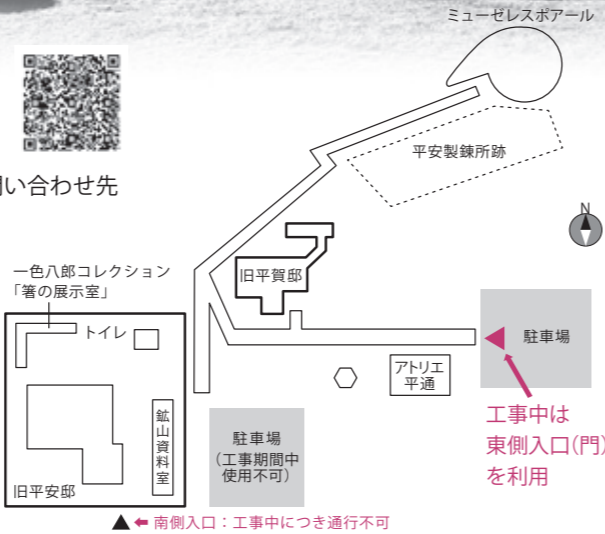 ミューゼレスポアール
平安製錬所跡
問い合わせ先
N
旧平賀邸
一色八郎コレクション
「箸の展示室」
トイレ
駐車場
アトリエ
平通
工事中は
東側入口(門)
を利用
鉱山資料室
駐車場
(工事期間中
使用不可)
旧平安邸
▲⬅ 南側入口：工事中につき通行不可